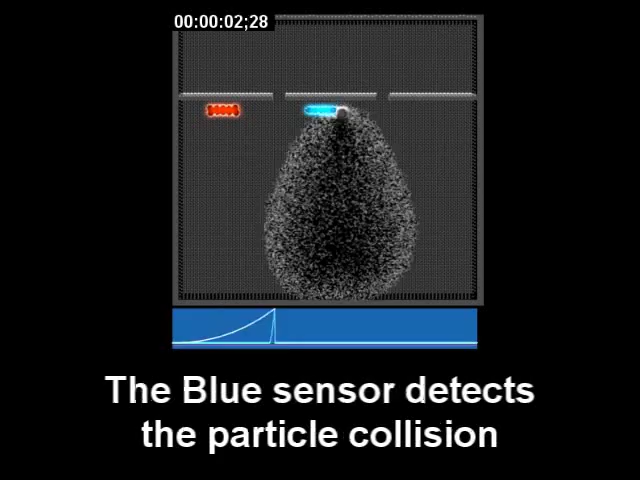 00:00:02;28
The Blue sensor detects
the particle collision